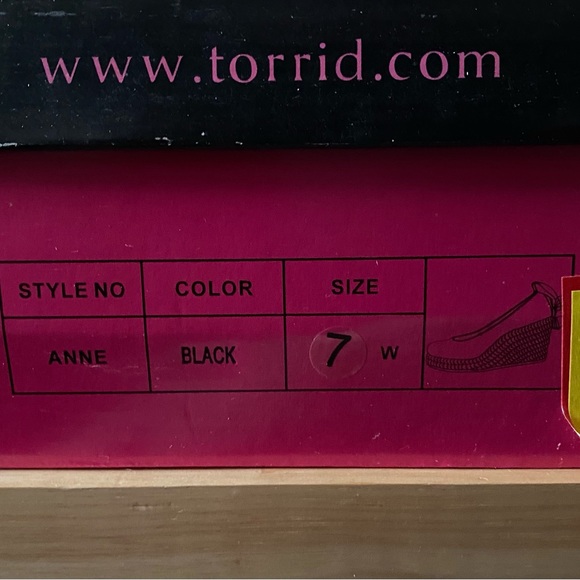 www.torrid.com
STYLE NO COLOR SIZE
ANNE BLACK 7 W